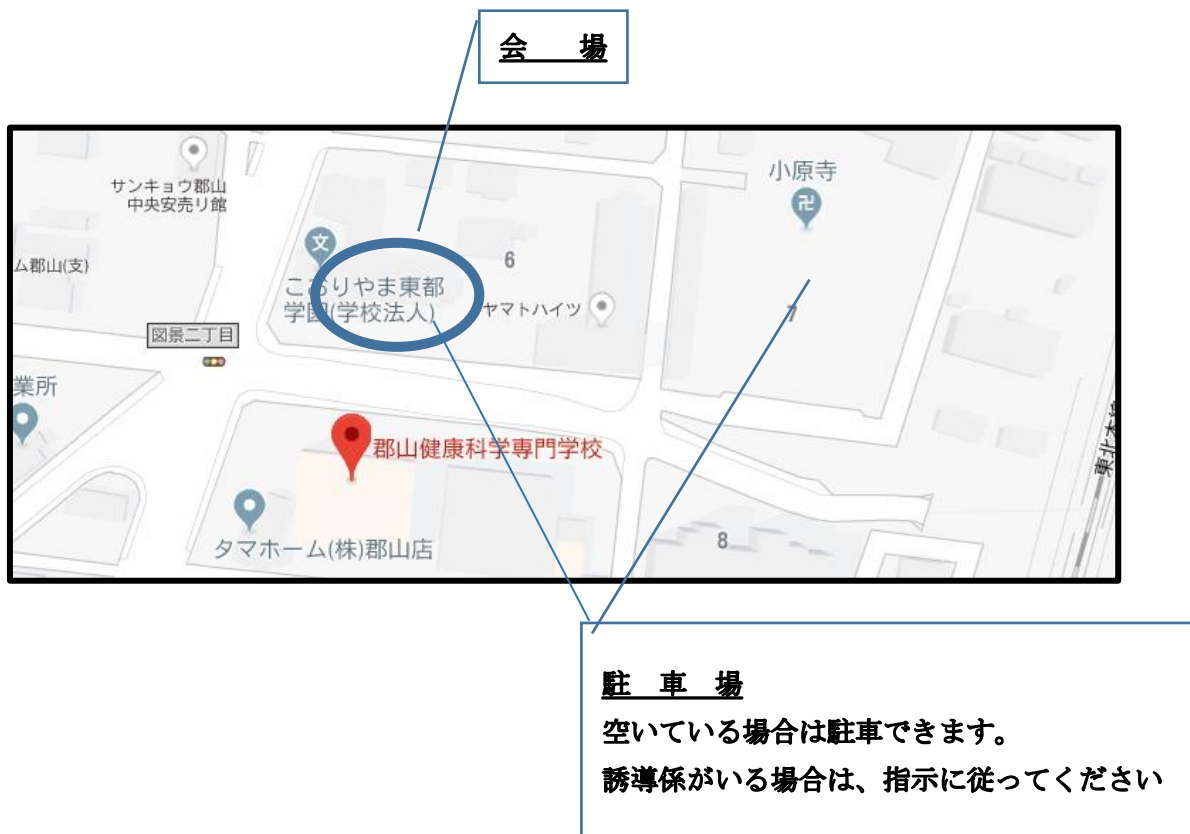 会　場
サンキョウ郡山
中央安売り館
小原寺
文
卍
ム郡山(支)
こおりやま東都
学園(学校法人)
6
ヤマトハイツ
7
図景二丁目
業所
郡山健康科学専門学校
東北本線
タマホーム(株)郡山店
8
駐 車 場
空いている場合は駐車できます。
誘導係がいる場合は、指示に従ってください